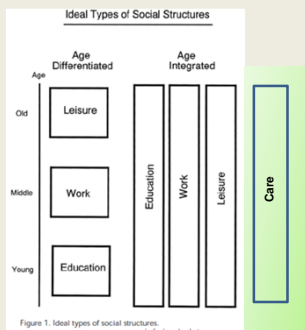 Ideal Types of Social Structures
Age
Differentiated
Age
Integrated
Age
Old
Leisure
Middle
Work
Young
Education
Education
Work
Leisure
Care
Figure 1. Ideal types of social structures.